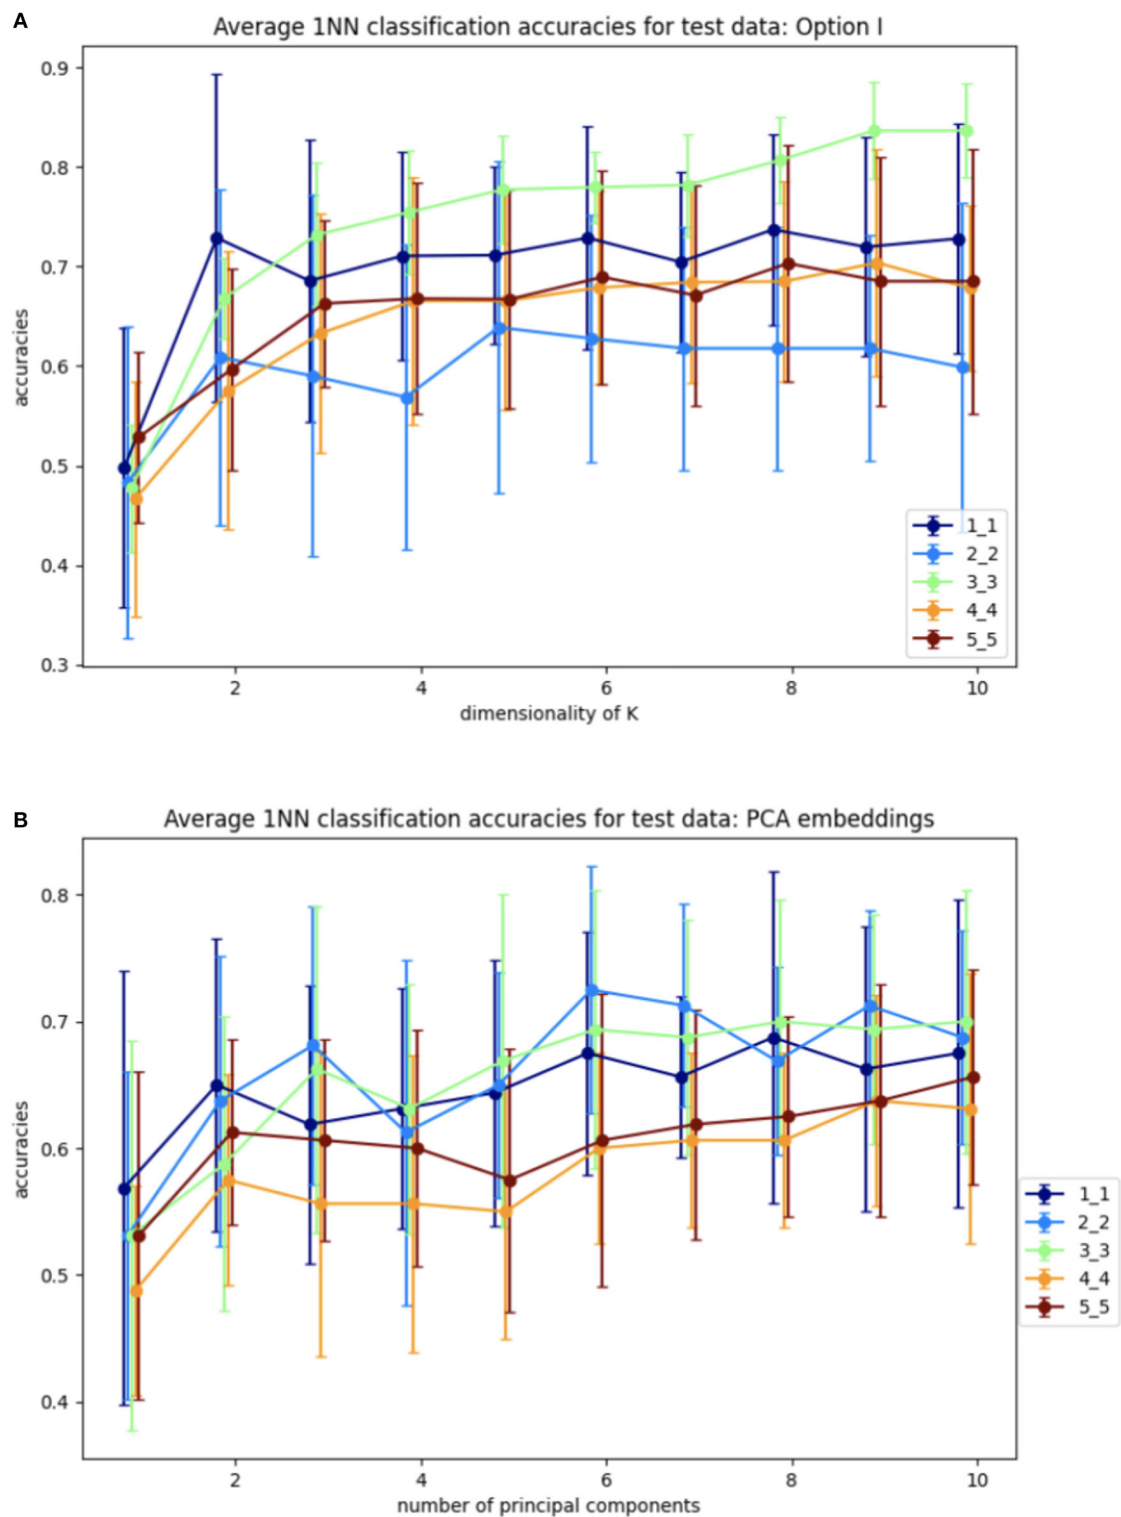 A
Average 1NN classification accuracies for test data: Option I
0.9
0.8
0.7
0.6
0.5
0.4
0.3
accuracies
1_1
2_2
3_3
4_4
5_5
2 4 6 8 10
dimensionality of K
B
Average 1NN classification accuracies for test data: PCA embeddings
0.8
0.7
0.6
0.5
0.4
accuracies
1_1
2_2
3_3
4_4
5_5
2 4 6 8 10
number of principal components